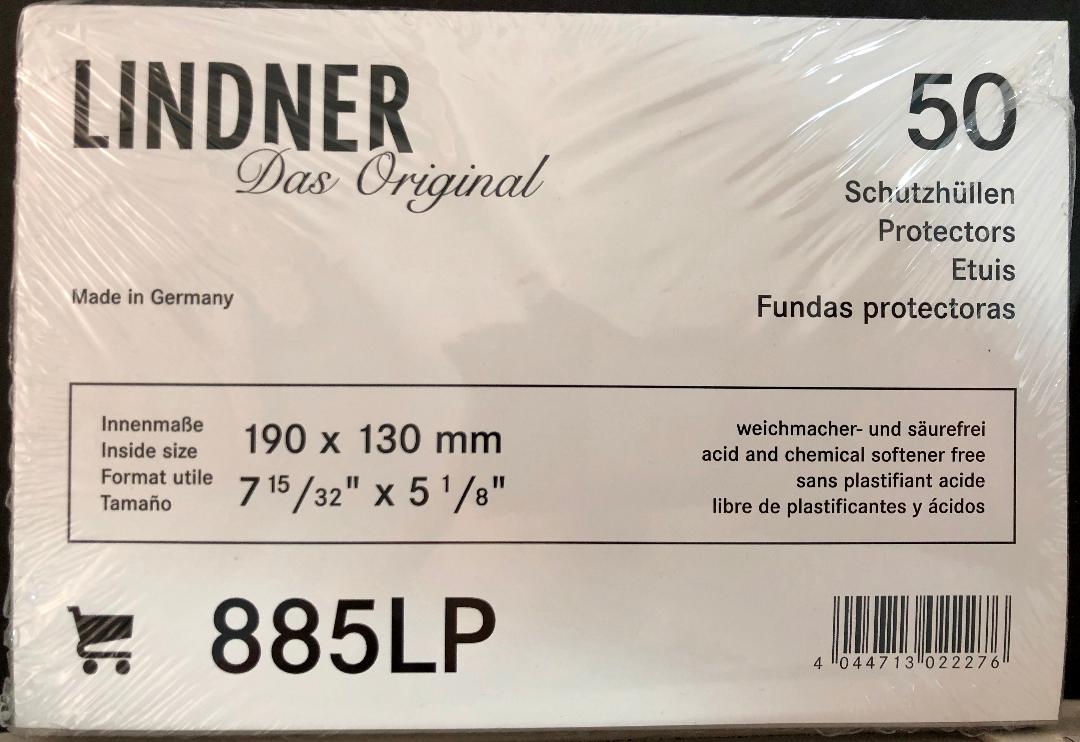 LINDNER
Das Original
50
Schutzhüllen
Protectors
Etuis
Fundas protectoras
Made in Germany
Innenmaße
Inside size
Format utile
Tamaño
190 x 130 mm
7 15/32" x 5 1/8"
weichmacher- und säurefrei
acid and chemical softener free
sans plastifiant acide
libre de plastificantes y ácidos
885LP
4 044713 022276